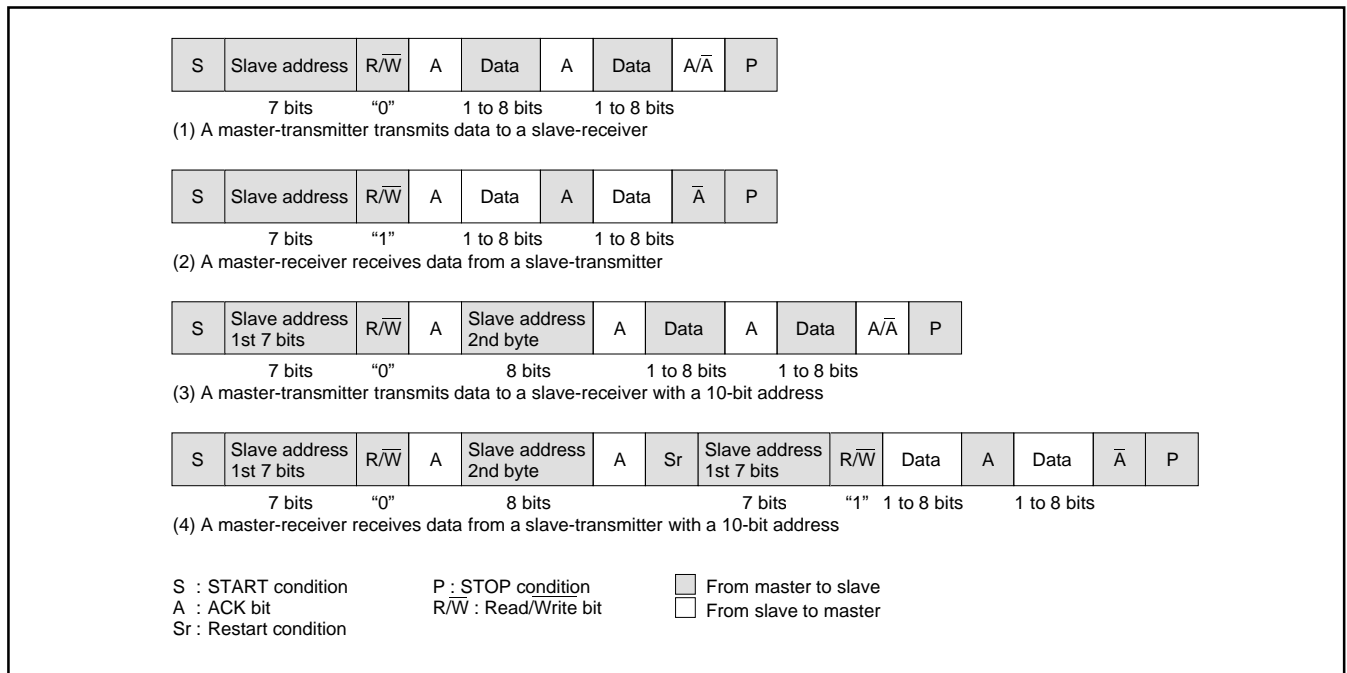 S Slave address R/W̅ A Data A Data A/A̅ P
7 bits “0” 1 to 8 bits 1 to 8 bits
(1) A master-transmitter transmits data to a slave-receiver
S Slave address R/W̅ A Data A Data A̅ P
7 bits “1” 1 to 8 bits 1 to 8 bits
(2) A master-receiver receives data from a slave-transmitter
S Slave address 1st 7 bits R/W̅ A Slave address 2nd byte A Data A Data A/A̅ P
7 bits “0” 8 bits 1 to 8 bits 1 to 8 bits
(3) A master-transmitter transmits data to a slave-receiver with a 10-bit address
S Slave address 1st 7 bits R/W̅ A Slave address 2nd byte A Sr Slave address 1st 7 bits R/W̅ Data A Data A̅ P
7 bits “0” 8 bits 7 bits “1” 1 to 8 bits 1 to 8 bits
(4) A master-receiver receives data from a slave-transmitter with a 10-bit address
S : START condition P : STOP condition From master to slave
A : ACK bit R/W̅ : Read/Write bit From slave to master
Sr : Restart condition